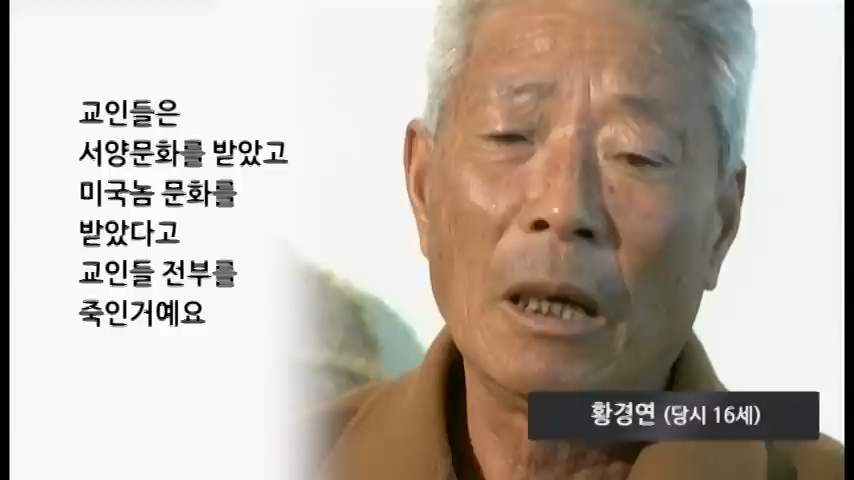 교인들은
서양문화를 받았고
미국놈 문화를
받았다고
교인들 전부를
죽인거예요
황경연 (당시 16세)